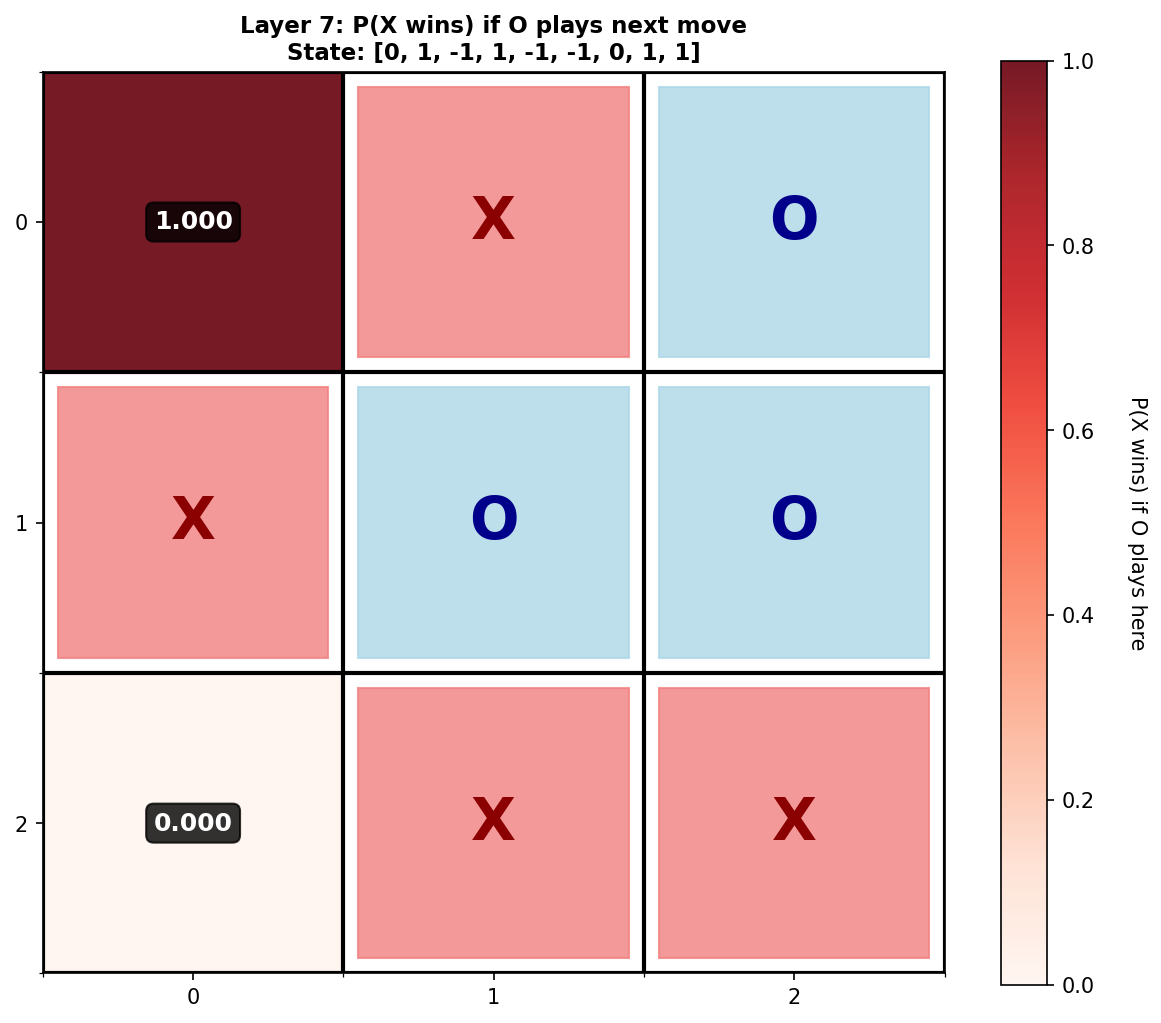 Layer 7: P(X wins) if O plays next move
State: [0, 1, -1, 1, -1, -1, 0, 1, 1]
0
1.000
X
O
1
X
O
O
2
0.000
X
X
0
1
2
1.0
0.8
0.6
0.4
0.2
0.0
P(X wins) if O plays here